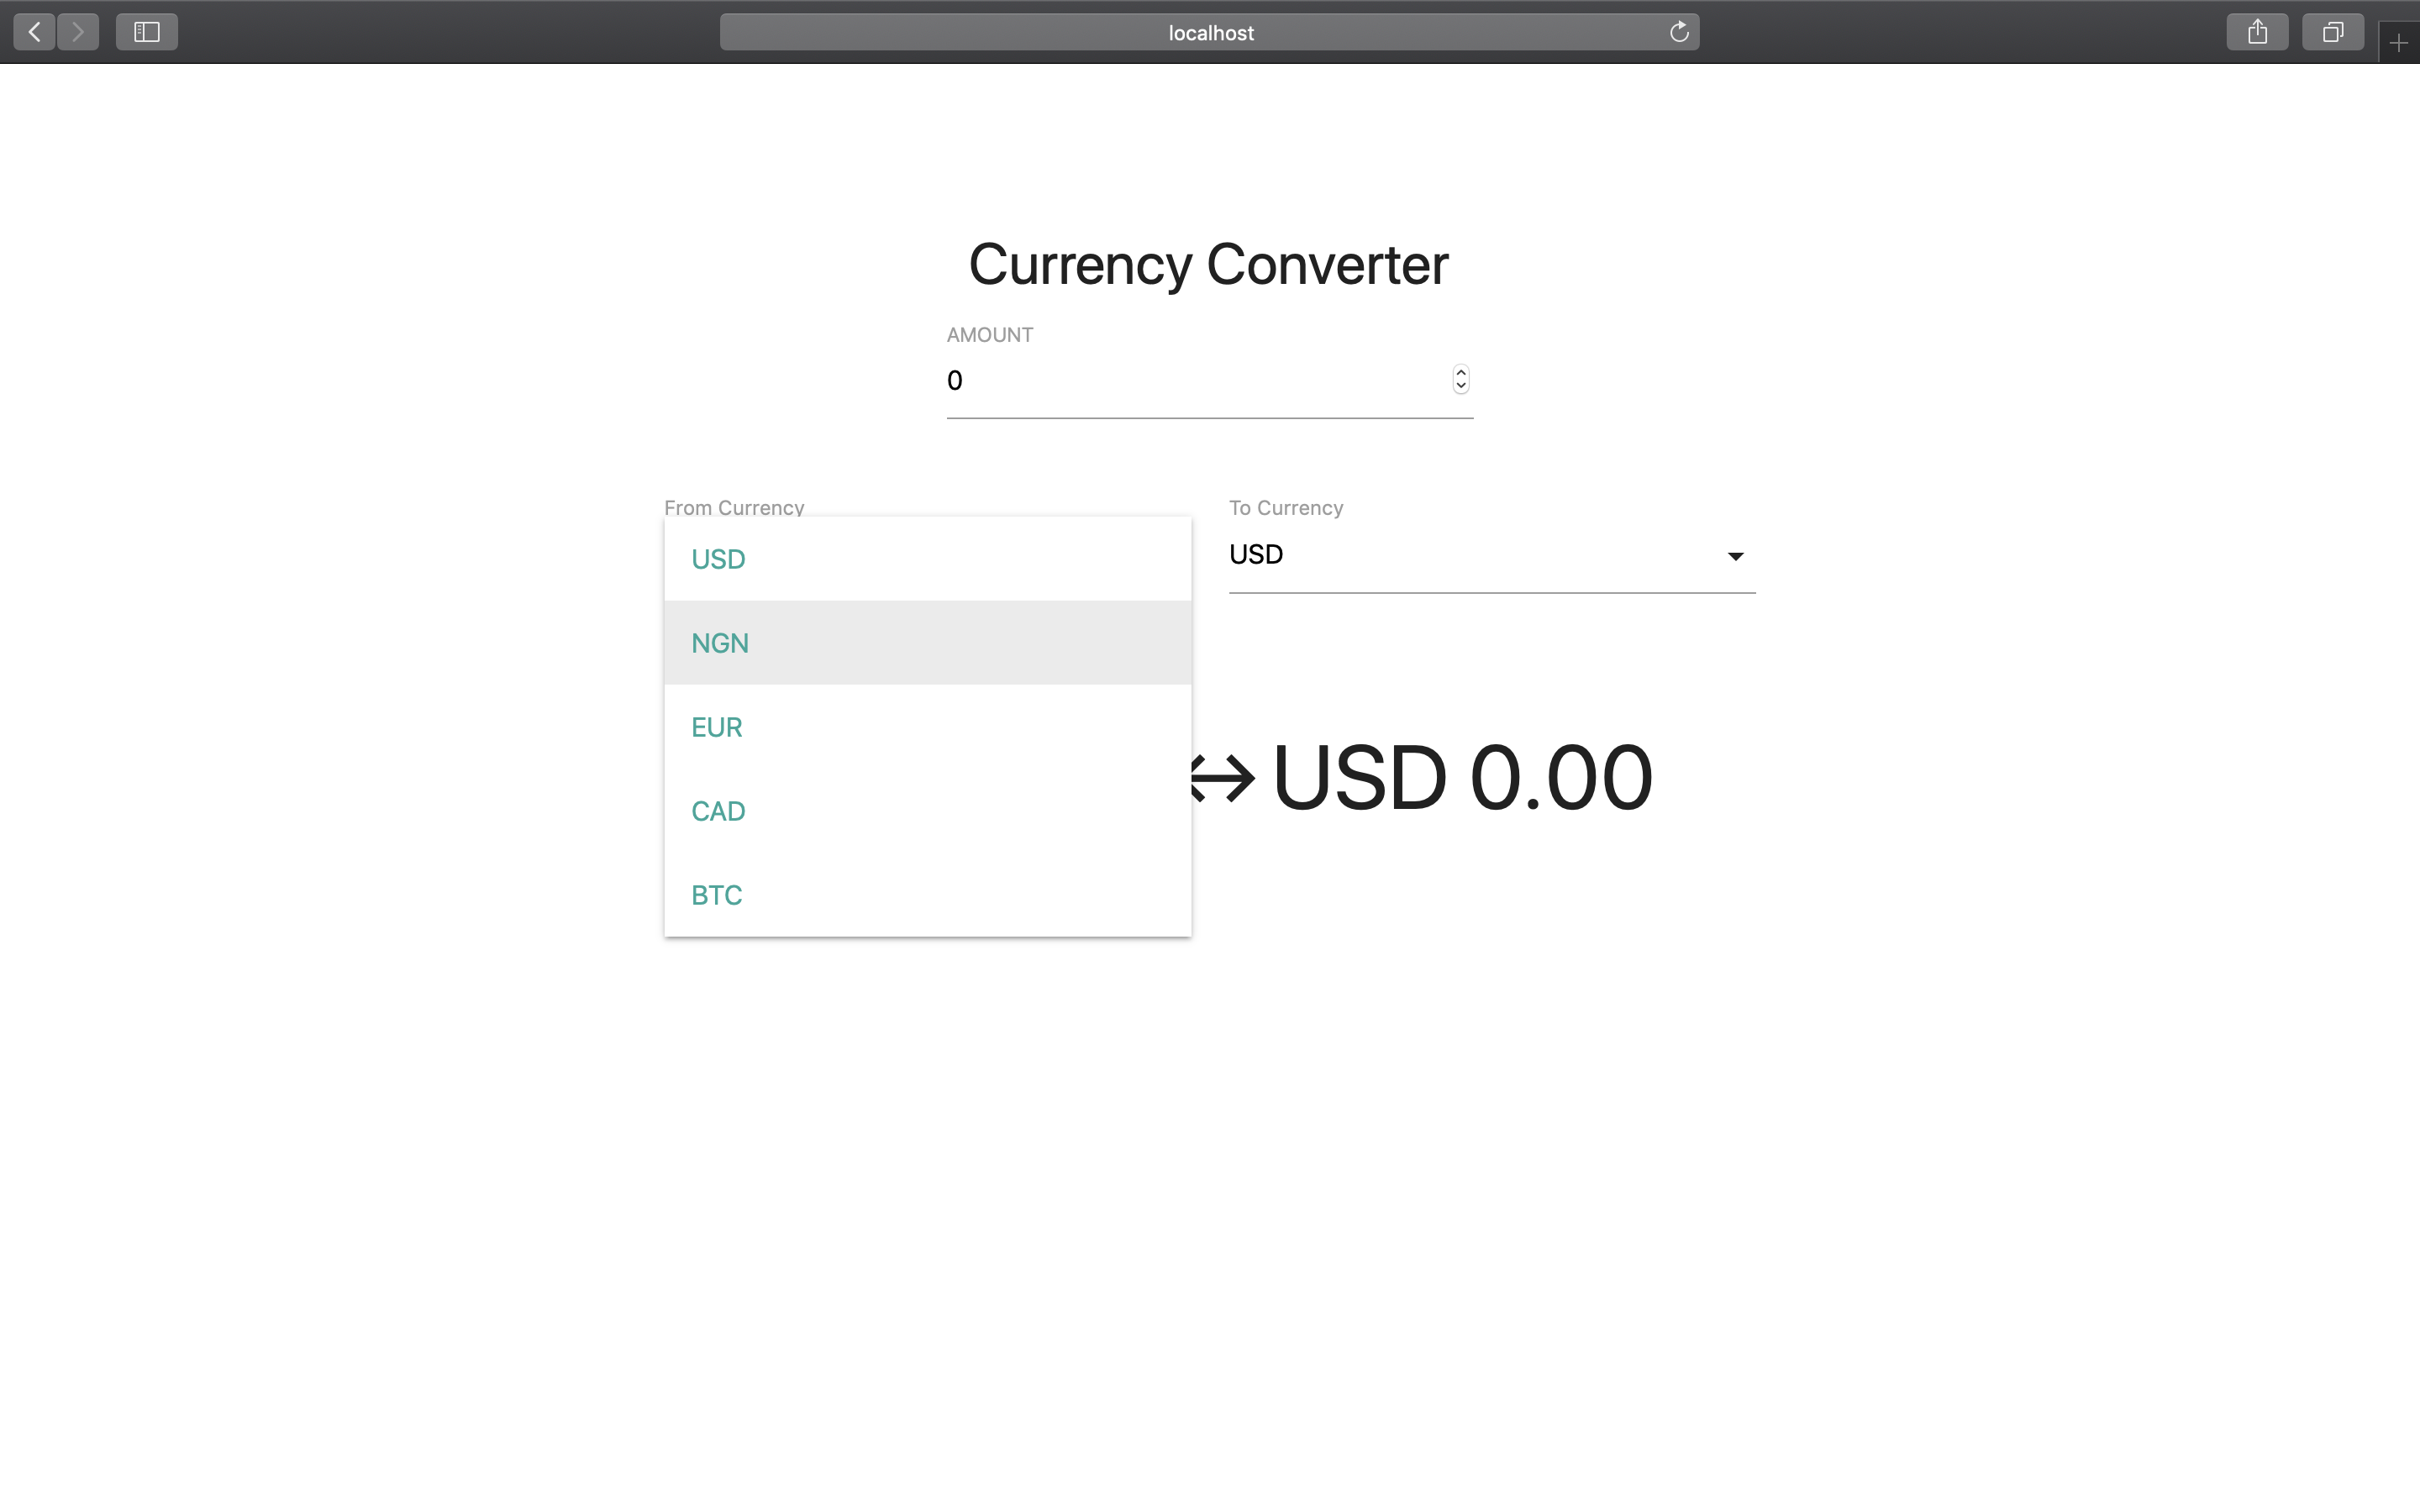 localhost
Currency Converter
AMOUNT
0
From Currency
To Currency
USD
USD
NGN
EUR
CAD
BTC
↔ USD 0.00